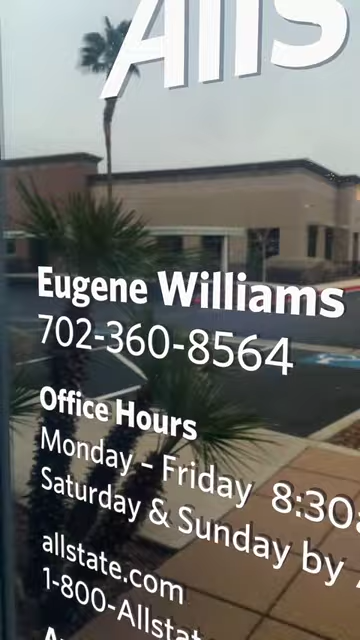 Alls
Eugene Williams
702-360-8564
Office Hours
Monday - Friday 8:30
Saturday & Sunday by
allstate.com
1-800-Allstat